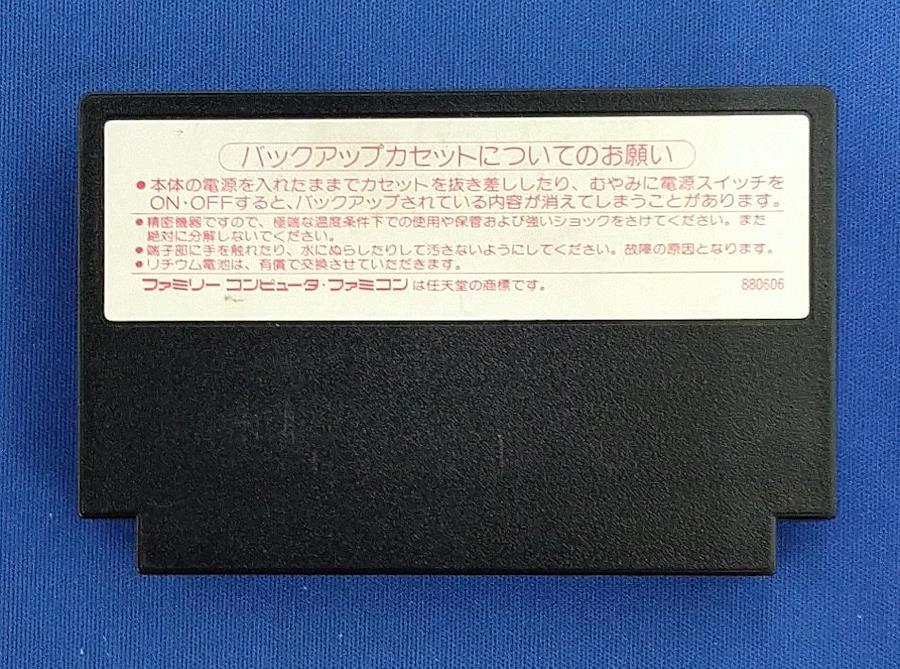 バックアップカセットについてのお願い
●本体の電源を入れたままでカセットを抜き差ししたり、むやみに電源スイッチを
ON・OFFすると、バックアップされている内容が消えてしまうことがあります。
●精密機器ですので、極端な温度条件下での使用や保管および強いショックをさけてください。また
絶対に分解しないでください。
●端子部に手を触れたり、水にぬらしたりして汚さないようにしてください。故障の原因となります。
●リチウム電池は、有償で交換させていただきます。
ファミリー コンピュータ・ファミコン は任天堂の商標です。 880606